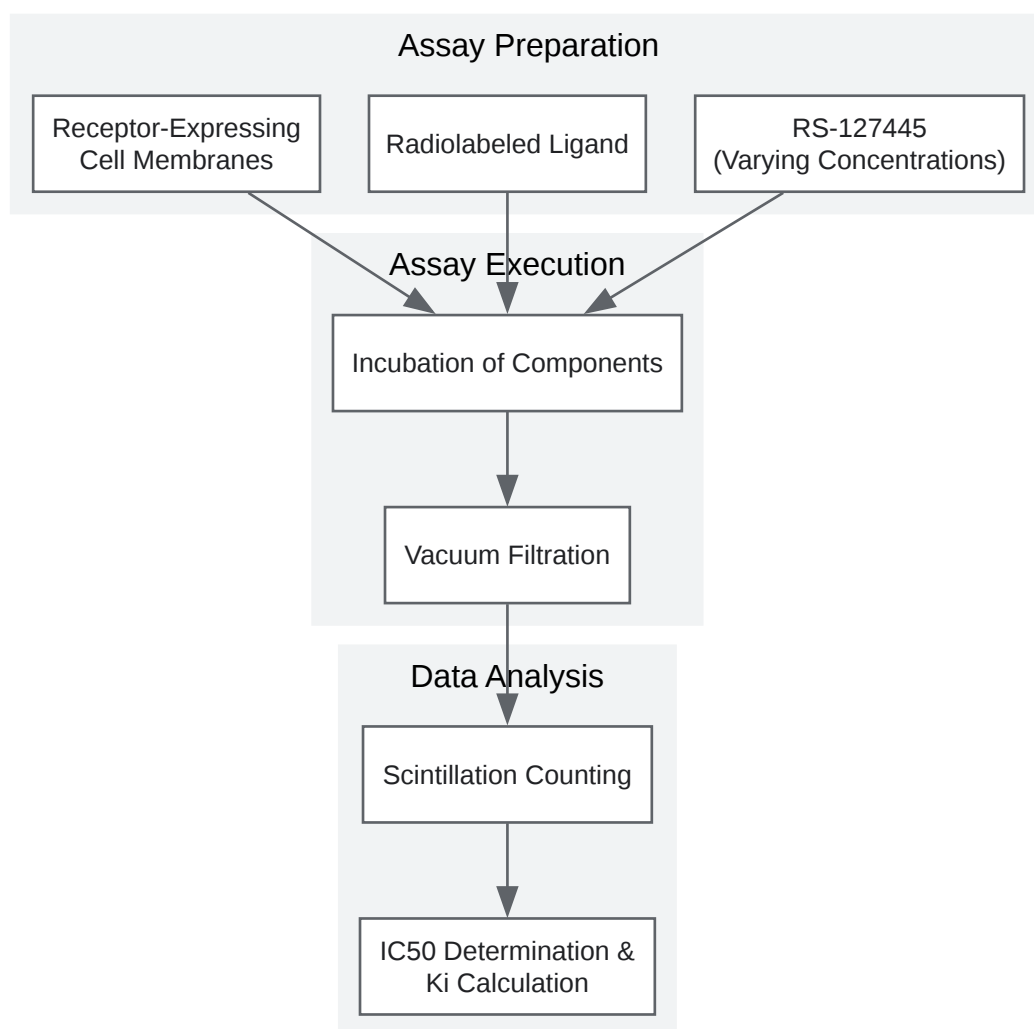 Assay Preparation
Receptor-Expressing
Cell Membranes
Radiolabeled Ligand
RS-127445
(Varying Concentrations)
Assay Execution
Incubation of Components
Vacuum Filtration
Data Analysis
Scintillation Counting
IC50 Determination &
Ki Calculation